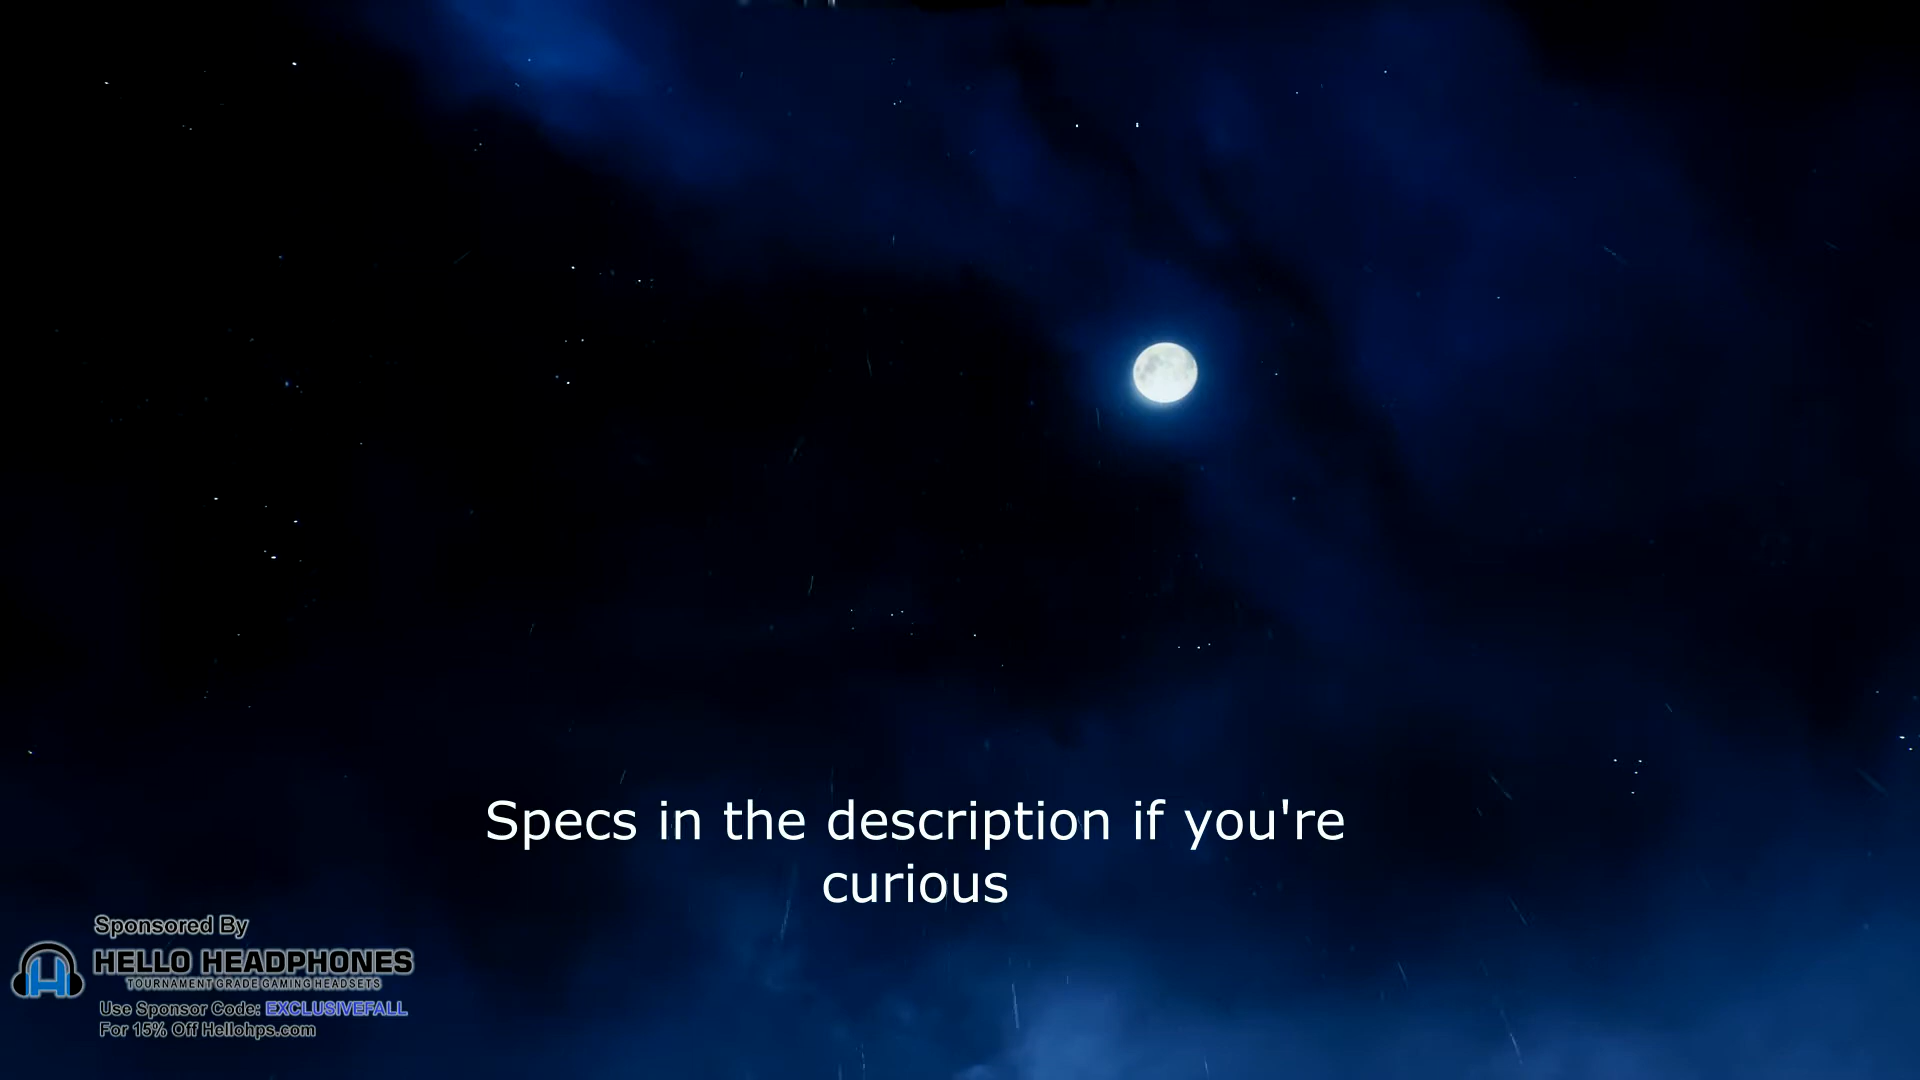 Specs in the description if you're
curious
Sponsored By
HELLO HEADPHONES
TOURNAMENT GRADE GAMING HEADSETS
Use Sponsor Code: EXCLUSIVEFALL
For 15% Off Hellohps.com